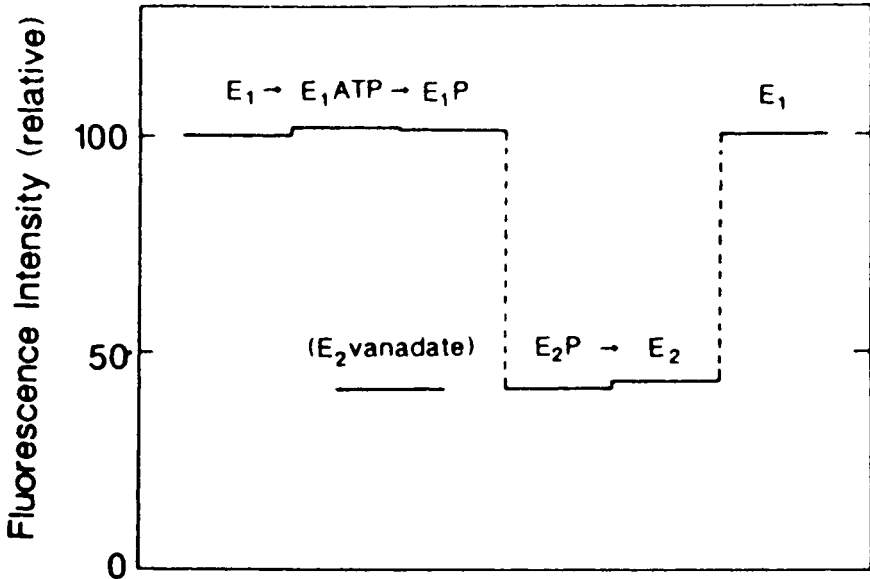 Fluorescence Intensity (relative)
100
50
0
E₁ → E₁ATP → E₁P
E₁
(E₂vanadate)
E₂P → E₂